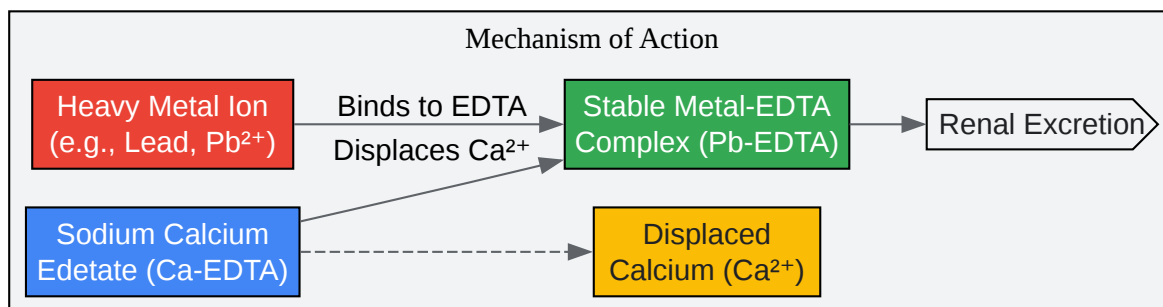 Mechanism of Action
Heavy Metal Ion
(e.g., Lead, Pb²⁺)
Binds to EDTA
Displaces Ca²⁺
Stable Metal-EDTA
Complex (Pb-EDTA)
Renal Excretion
Sodium Calcium
Edetate (Ca-EDTA)
Displaced
Calcium (Ca²⁺)